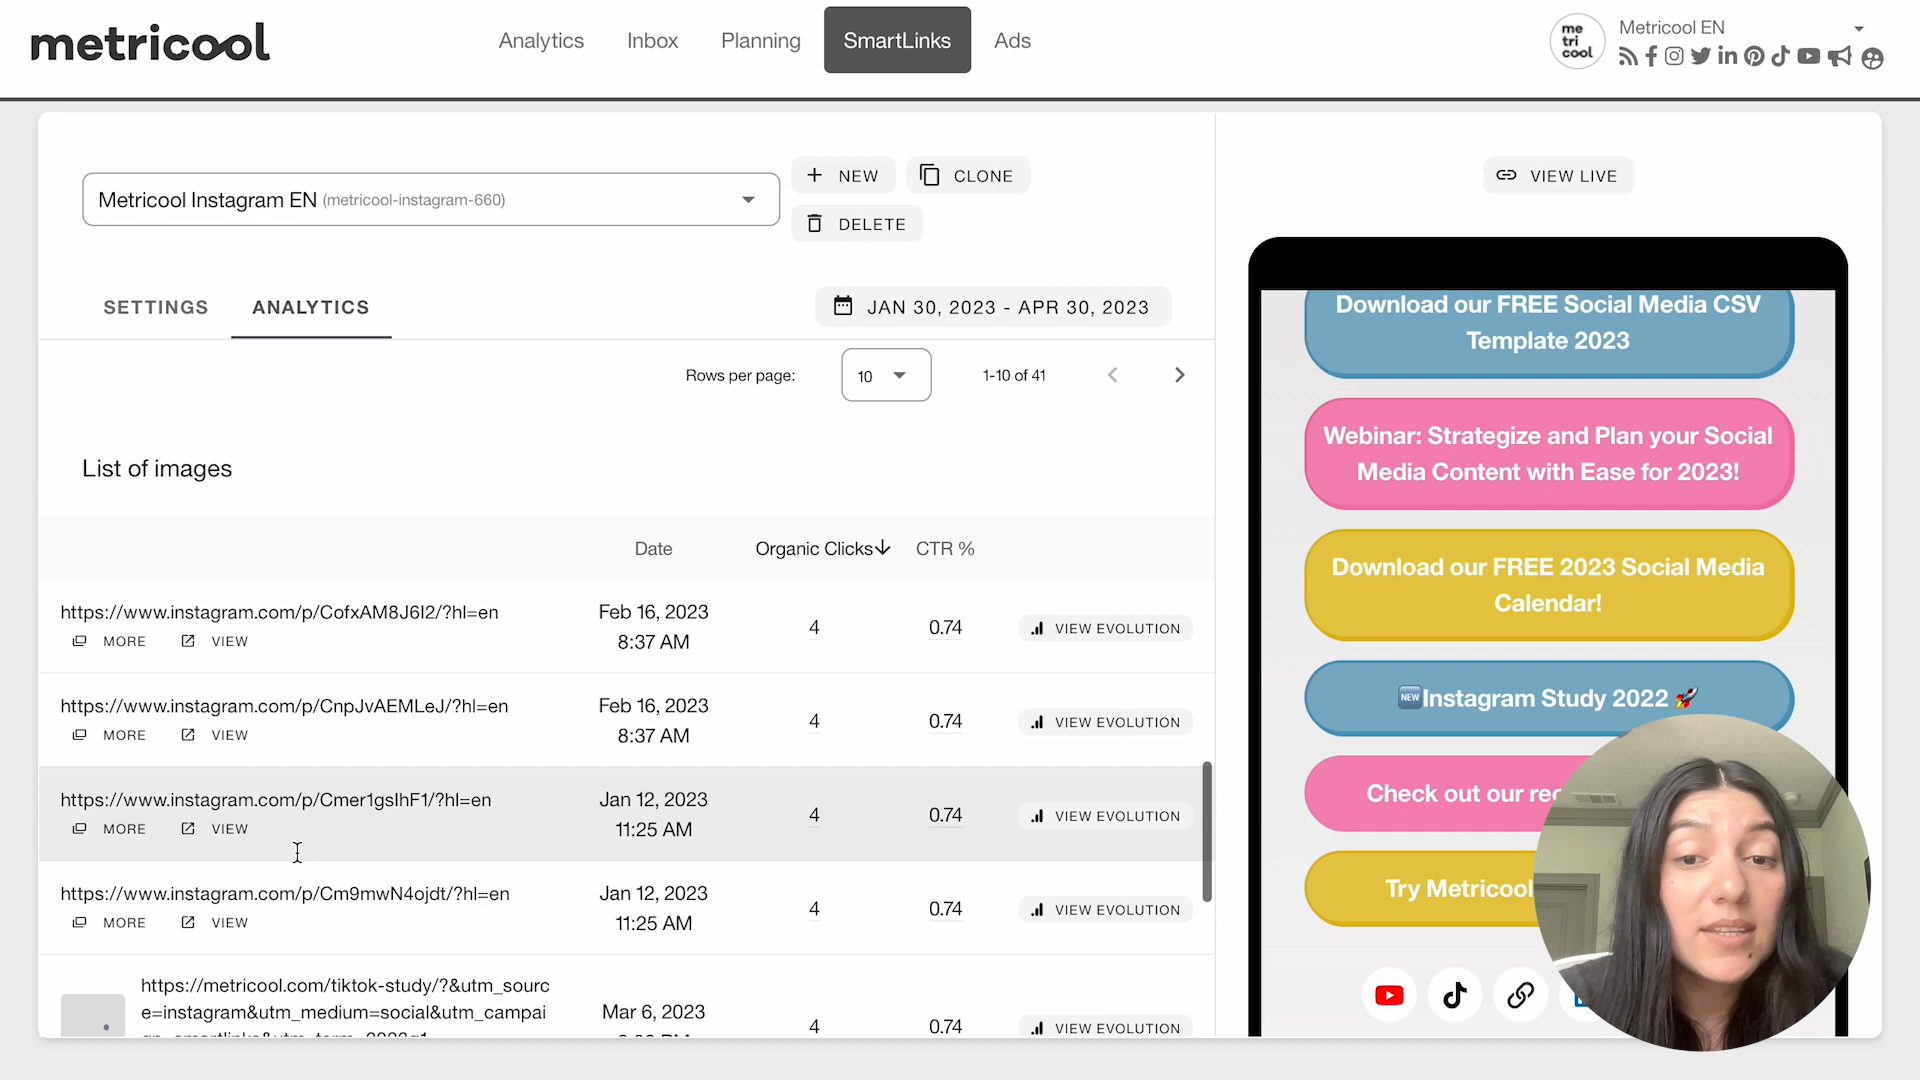 metricool
Analytics
Inbox
Planning
SmartLinks
Ads
me
tri
cool
Metricool EN
Metricool Instagram EN (metricool-instagram-660)
NEW
CLONE
DELETE
VIEW LIVE
SETTINGS
ANALYTICS
JAN 30, 2023 - APR 30, 2023
Rows per page:
10
1-10 of 41
List of images
Date
Organic Clicks
CTR %
https://www.instagram.com/p/CofxAM8J6I2/?hl=en
MORE
VIEW
Feb 16, 2023
8:37 AM
4
0.74
VIEW EVOLUTION
https://www.instagram.com/p/CnpJvAEMLeJ/?hl=en
MORE
VIEW
Feb 16, 2023
8:37 AM
4
0.74
VIEW EVOLUTION
https://www.instagram.com/p/Cmer1gsIhF1/?hl=en
MORE
VIEW
Jan 12, 2023
11:25 AM
4
0.74
VIEW EVOLUTION
https://www.instagram.com/p/Cm9mwN4ojdt/?hl=en
MORE
VIEW
Jan 12, 2023
11:25 AM
4
0.74
VIEW EVOLUTION
https://metricool.com/tiktok-study/?&utm_sourc
e=instagram&utm_medium=social&utm_campai
Mar 6, 2023
4
0.74
VIEW EVOLUTION
Download our FREE Social Media CSV
Template 2023
Webinar: Strategize and Plan your Social
Media Content with Ease for 2023!
Download our FREE 2023 Social Media
Calendar!
🆕Instagram Study 2022 🚀
Check out our rec
Try Metricool